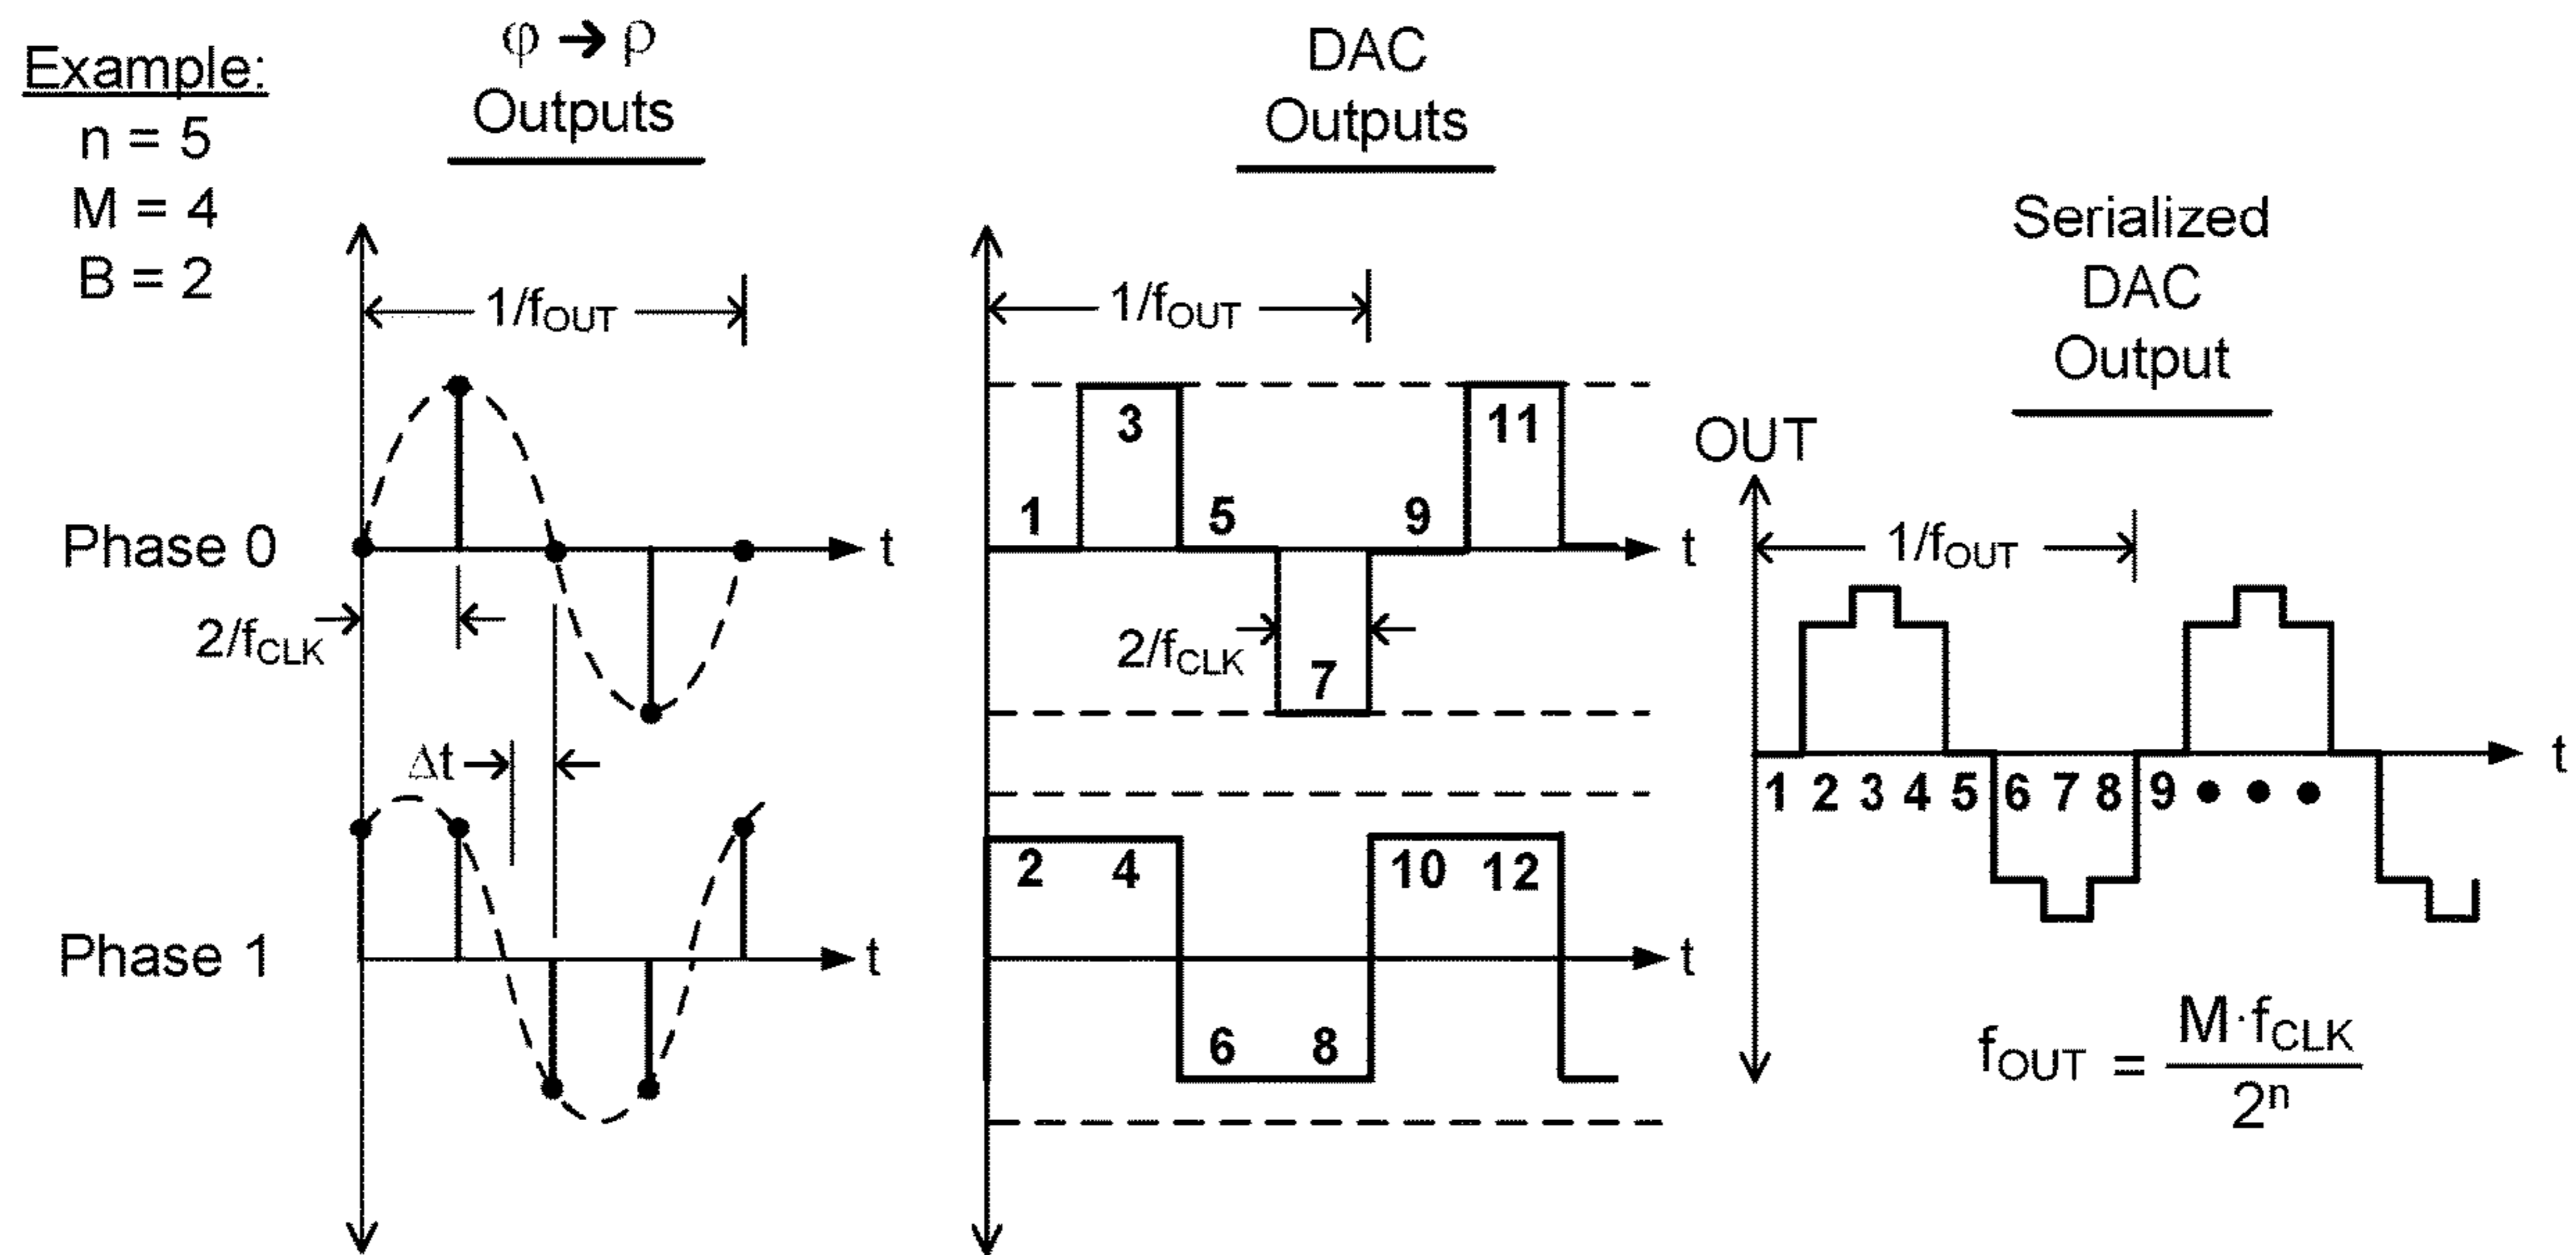 Example:
n = 5
M = 4
B = 2
φ → ρ
Outputs
1/fOUT
Phase 0
t
2/fCLK
Δt
Phase 1
t
DAC
Outputs
1/fOUT
3
11
1
5
9
t
2/fCLK
7
2
4
10
12
t
6
8
Serialized
DAC
Output
OUT
1/fOUT
t
1 2 3 4 5 6 7 8 9 • • •
fOUT = M·fCLK / 2ⁿ